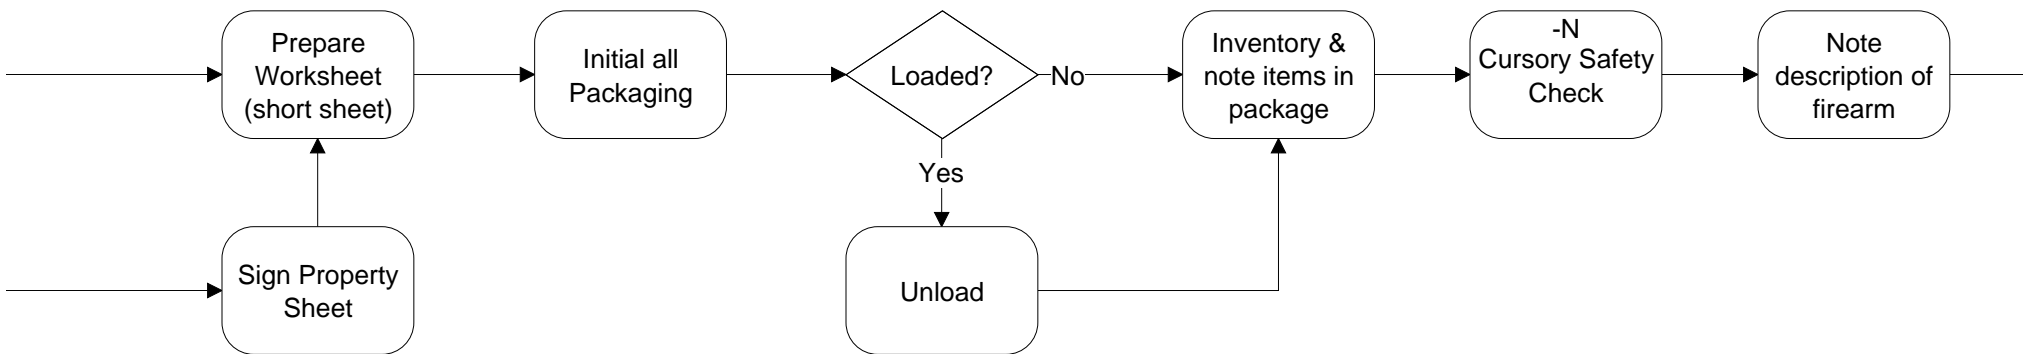 Prepare
Worksheet
(short sheet)
Initial all
Packaging
Loaded?
No
Inventory &
note items in
package
-N
Cursory Safety
Check
Note
description of
firearm
Yes
Sign Property
Sheet
Unload